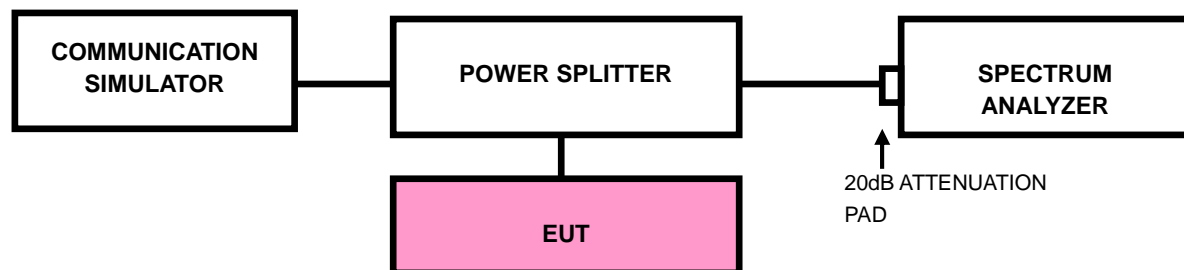 COMMUNICATION
SIMULATOR
POWER SPLITTER
SPECTRUM
ANALYZER
20dB ATTENUATION
PAD
EUT